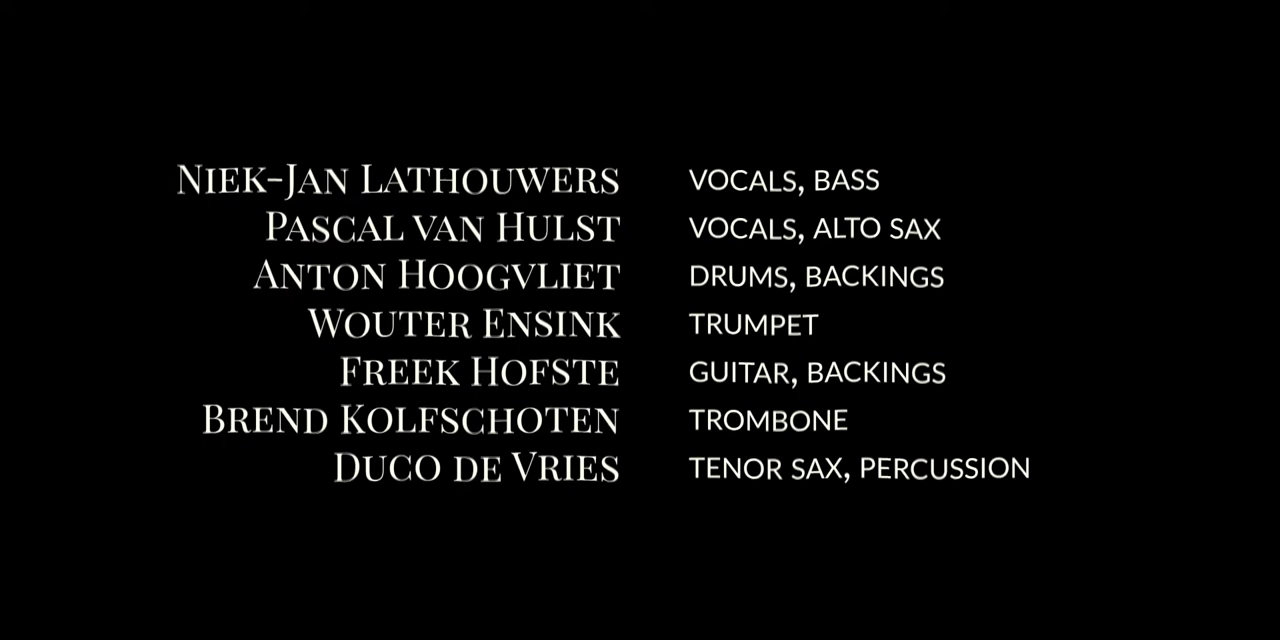 Niek-Jan Lathouwers VOCALS, BASS
Pascal van Hulst VOCALS, ALTO SAX
Anton Hoogvliet DRUMS, BACKINGS
Wouter Ensink TRUMPET
Freek Hofste GUITAR, BACKINGS
Brend Kolfschoten TROMBONE
Duco de Vries TENOR SAX, PERCUSSION